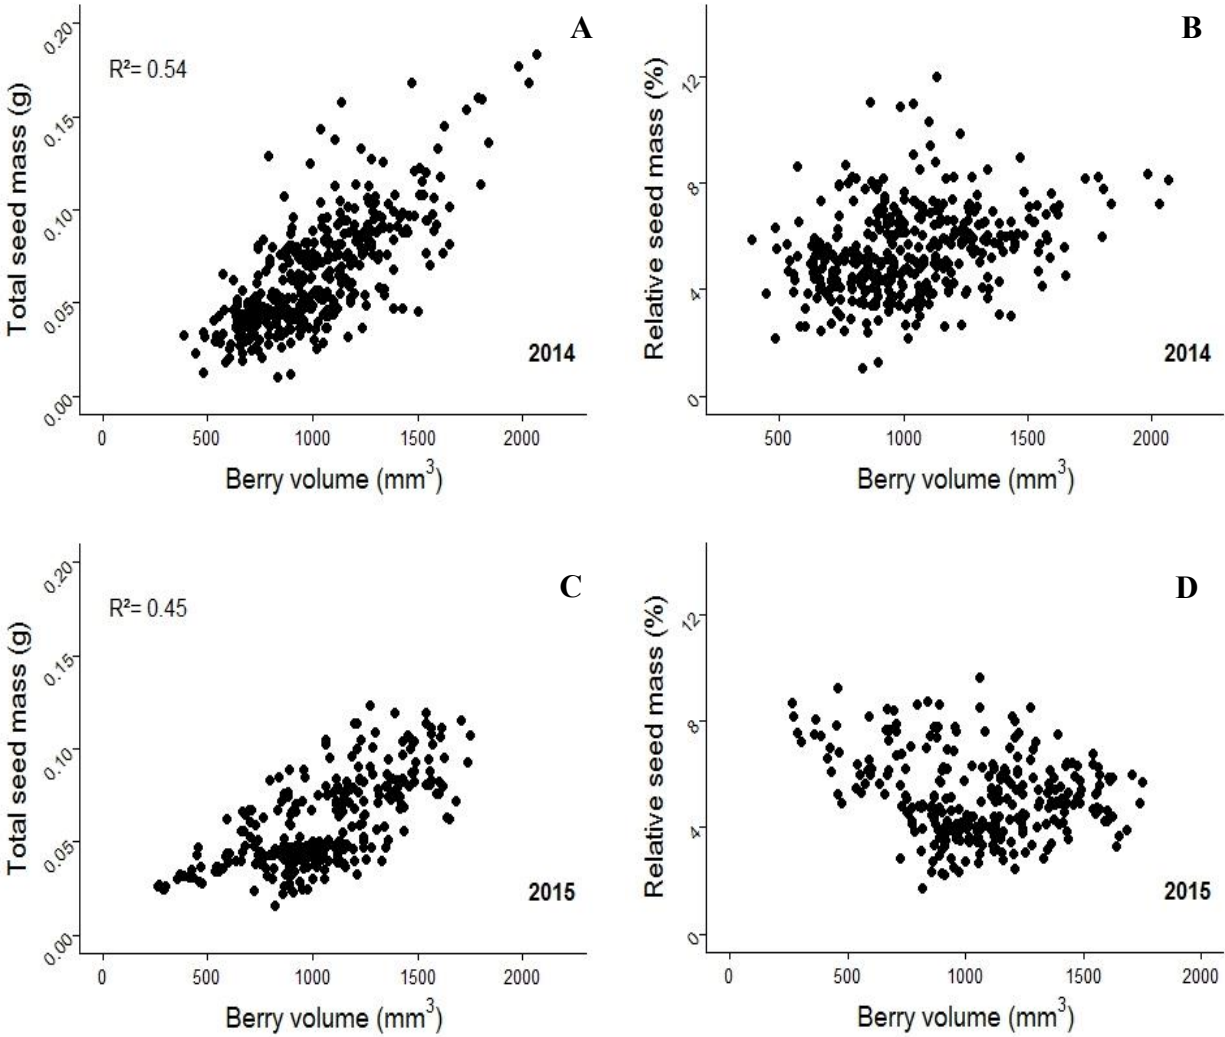 A
R²= 0.54
Total seed mass (g)
0.20
0.15
0.10
0.05
0.00
2014
0 500 1000 1500 2000
Berry volume (mm³)
B
Relative seed mass (%)
12
8
4
0
2014
500 1000 1500 2000
Berry volume (mm³)
C
R²= 0.45
Total seed mass (g)
0.20
0.15
0.10
0.05
0.00
2015
0 500 1000 1500 2000
Berry volume (mm³)
D
Relative seed mass (%)
12
8
4
0
2015
0 500 1000 1500 2000
Berry volume (mm³)